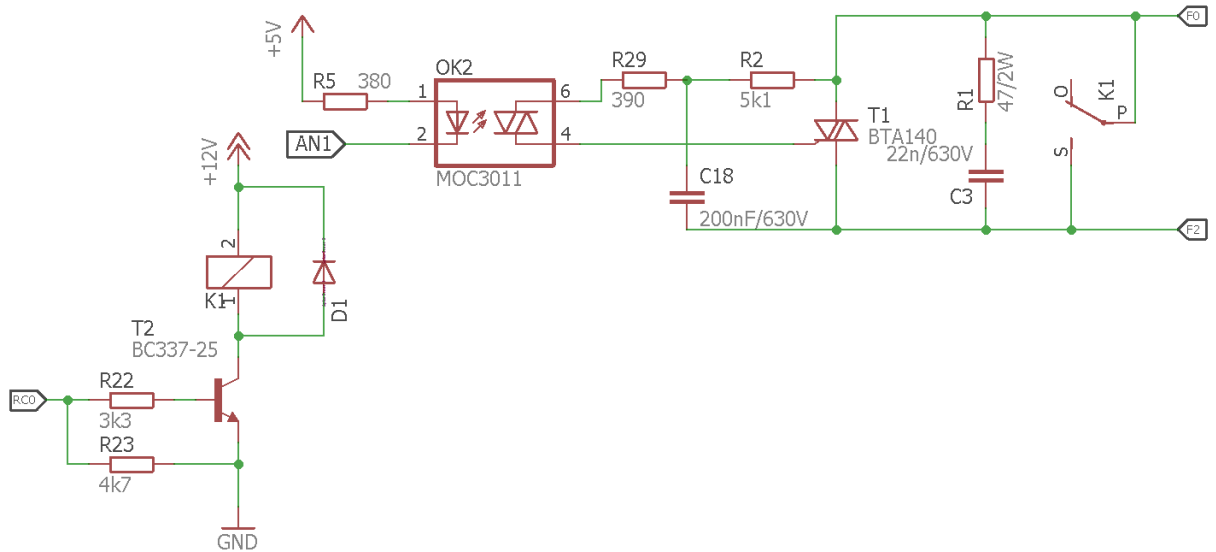 F0
+5V
R5
380
OK2
1
2
6
4
MOC3011
AN1
R29
390
R2
5k1
T1
BTA140
22n/630V
R1
47/2W
C3
K1
O
P
S
C18
200nF/630V
F2
+12V
2
K1
1
D1
T2
BC337-25
RC0
R22
3k3
R23
4k7
GND